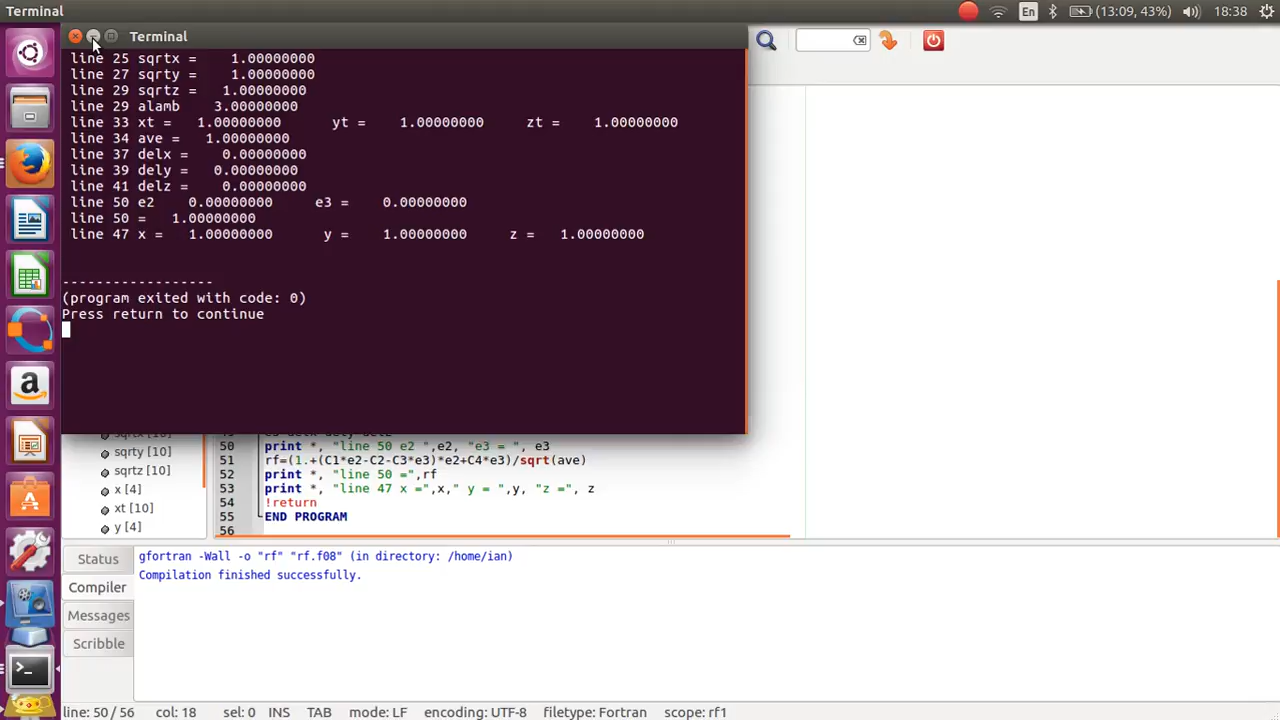 Terminal
En
(13:09, 43%)
18:38
Terminal
line 25 sqrtx =    1.00000000
line 27 sqrty =    1.00000000
line 29 sqrtz =   1.00000000
line 29 alamb    3.00000000
line 33 xt =   1.00000000      yt =    1.00000000     zt =    1.00000000
line 34 ave =   1.00000000
line 37 delx =    0.00000000
line 39 dely =   0.00000000
line 41 delz =    0.00000000
line 50 e2    0.00000000     e3 =    0.00000000
line 50 =   1.00000000
line 47 x =   1.00000000      y =    1.00000000     z =   1.00000000
------------------
(program exited with code: 0)
Press return to continue
sqrty [10]
sqrtz [10]
x [4]
xt [10]
y [4]
50 print *, "line 50 e2 ",e2, "e3 = ", e3
51 rf=(1.+(C1*e2-C2-C3*e3)*e2+C4*e3)/sqrt(ave)
52 print *, "line 50 =",rf
53 print *, "line 47 x =",x," y = ",y, "z =", z
54 !return
55 END PROGRAM
56
Status
Compiler
Messages
Scribble
gfortran -Wall -o "rf" "rf.f08" (in directory: /home/ian)
Compilation finished successfully.
line: 50 / 56 col: 18 sel: 0 INS TAB mode: LF encoding: UTF-8 filetype: Fortran scope: rf1